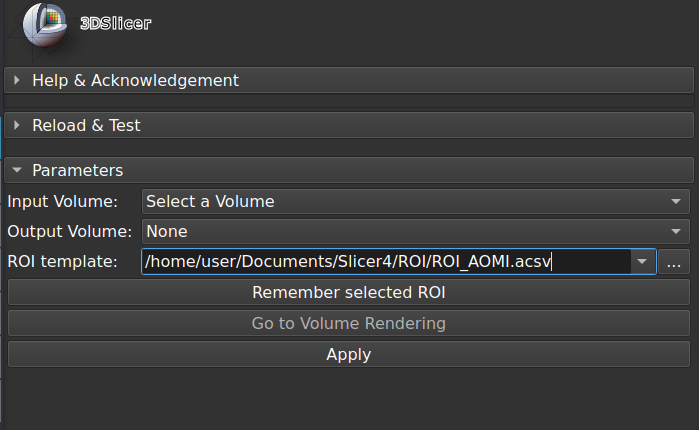 3DSlicer
Help & Acknowledgement
Reload & Test
Parameters
Input Volume: Select a Volume
Output Volume: None
ROI template: /home/user/Documents/Slicer4/ROI/ROI_AOMI.acsv ...
Remember selected ROI
Go to Volume Rendering
Apply